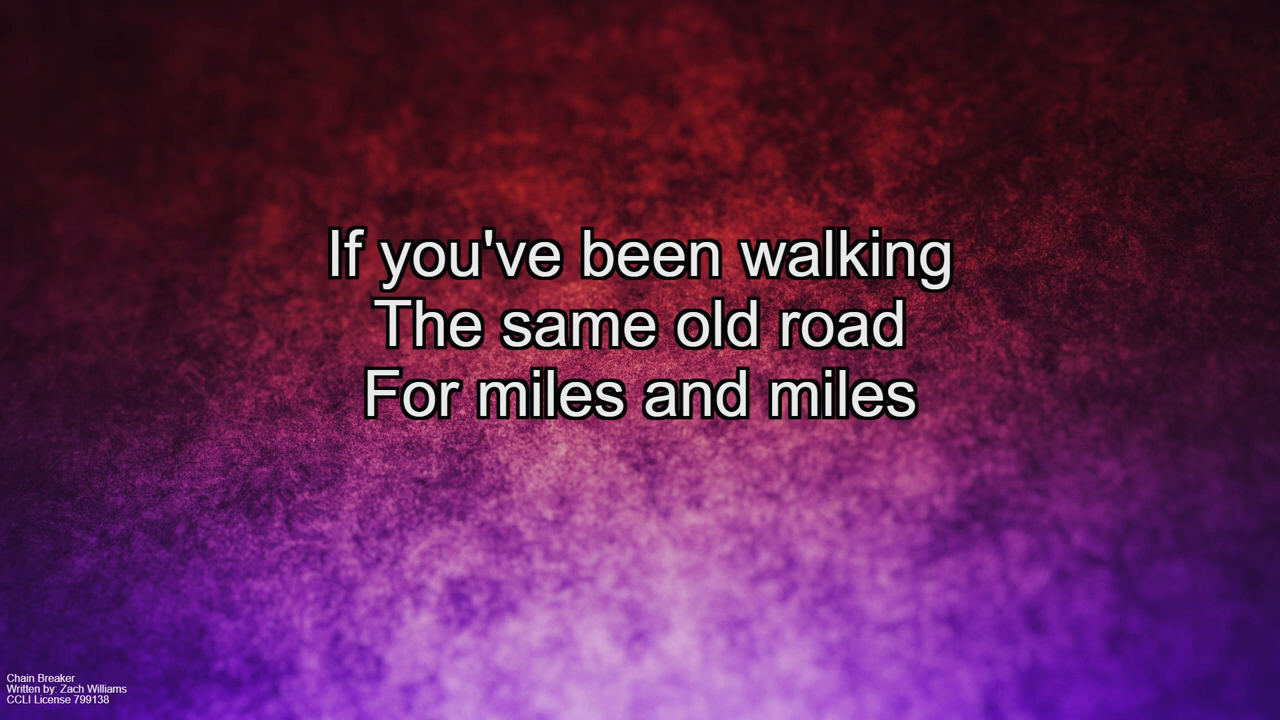 If you've been walking
The same old road
For miles and miles
Chain Breaker
Written by: Zach Williams
CCLI License 799138